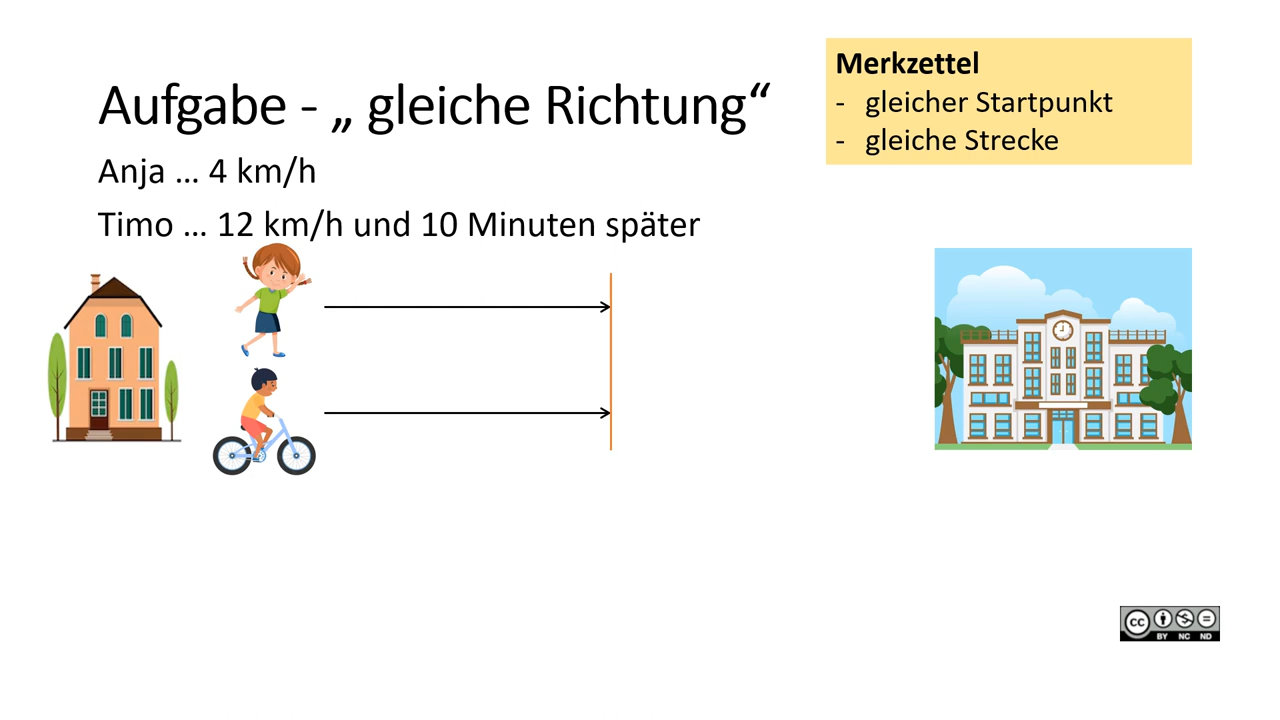 Aufgabe - „ gleiche Richtung“
Anja … 4 km/h
Timo … 12 km/h und 10 Minuten später
Merkzettel
- gleicher Startpunkt
- gleiche Strecke
cc
BY NC ND